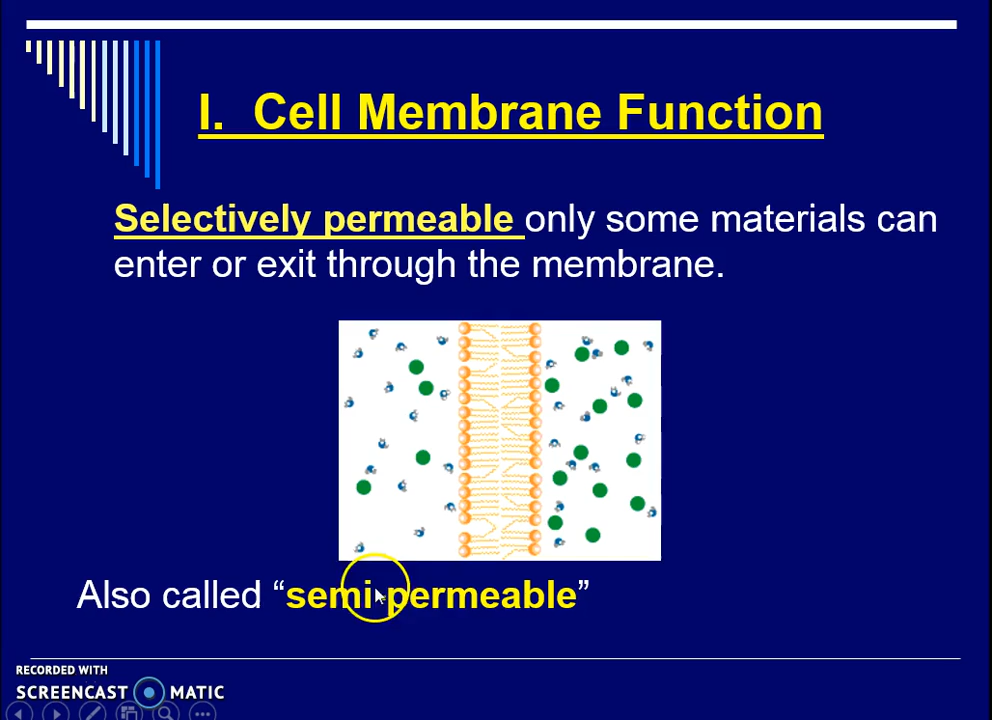 I. Cell Membrane Function
Selectively permeable only some materials can
enter or exit through the membrane.
Also called “semi-permeable”
RECORDED WITH
SCREENCAST MATIC